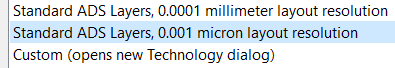 Standard ADS Layers, 0.0001 millimeter layout resolution
Standard ADS Layers, 0.001 micron layout resolution
Custom (opens new Technology dialog)